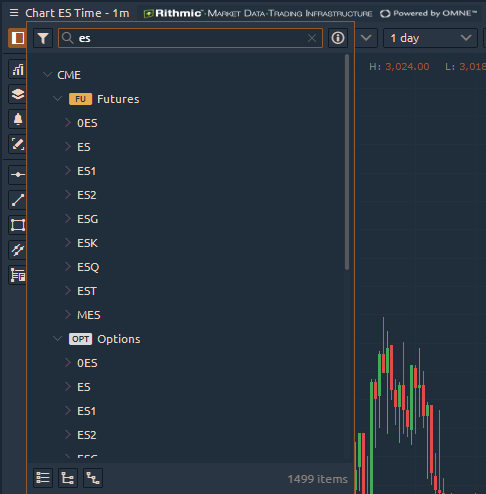 Chart ES Time - 1m
Rithmic™ - Market Data-Trading Infrastructure
Powered by OMNE™
es
1 day
H: 3,024.00 L: 3,018
CME
FU Futures
0ES
ES
ES1
ES2
ESG
ESK
ESQ
EST
MES
OPT Options
0ES
ES
ES1
ES2
1499 items